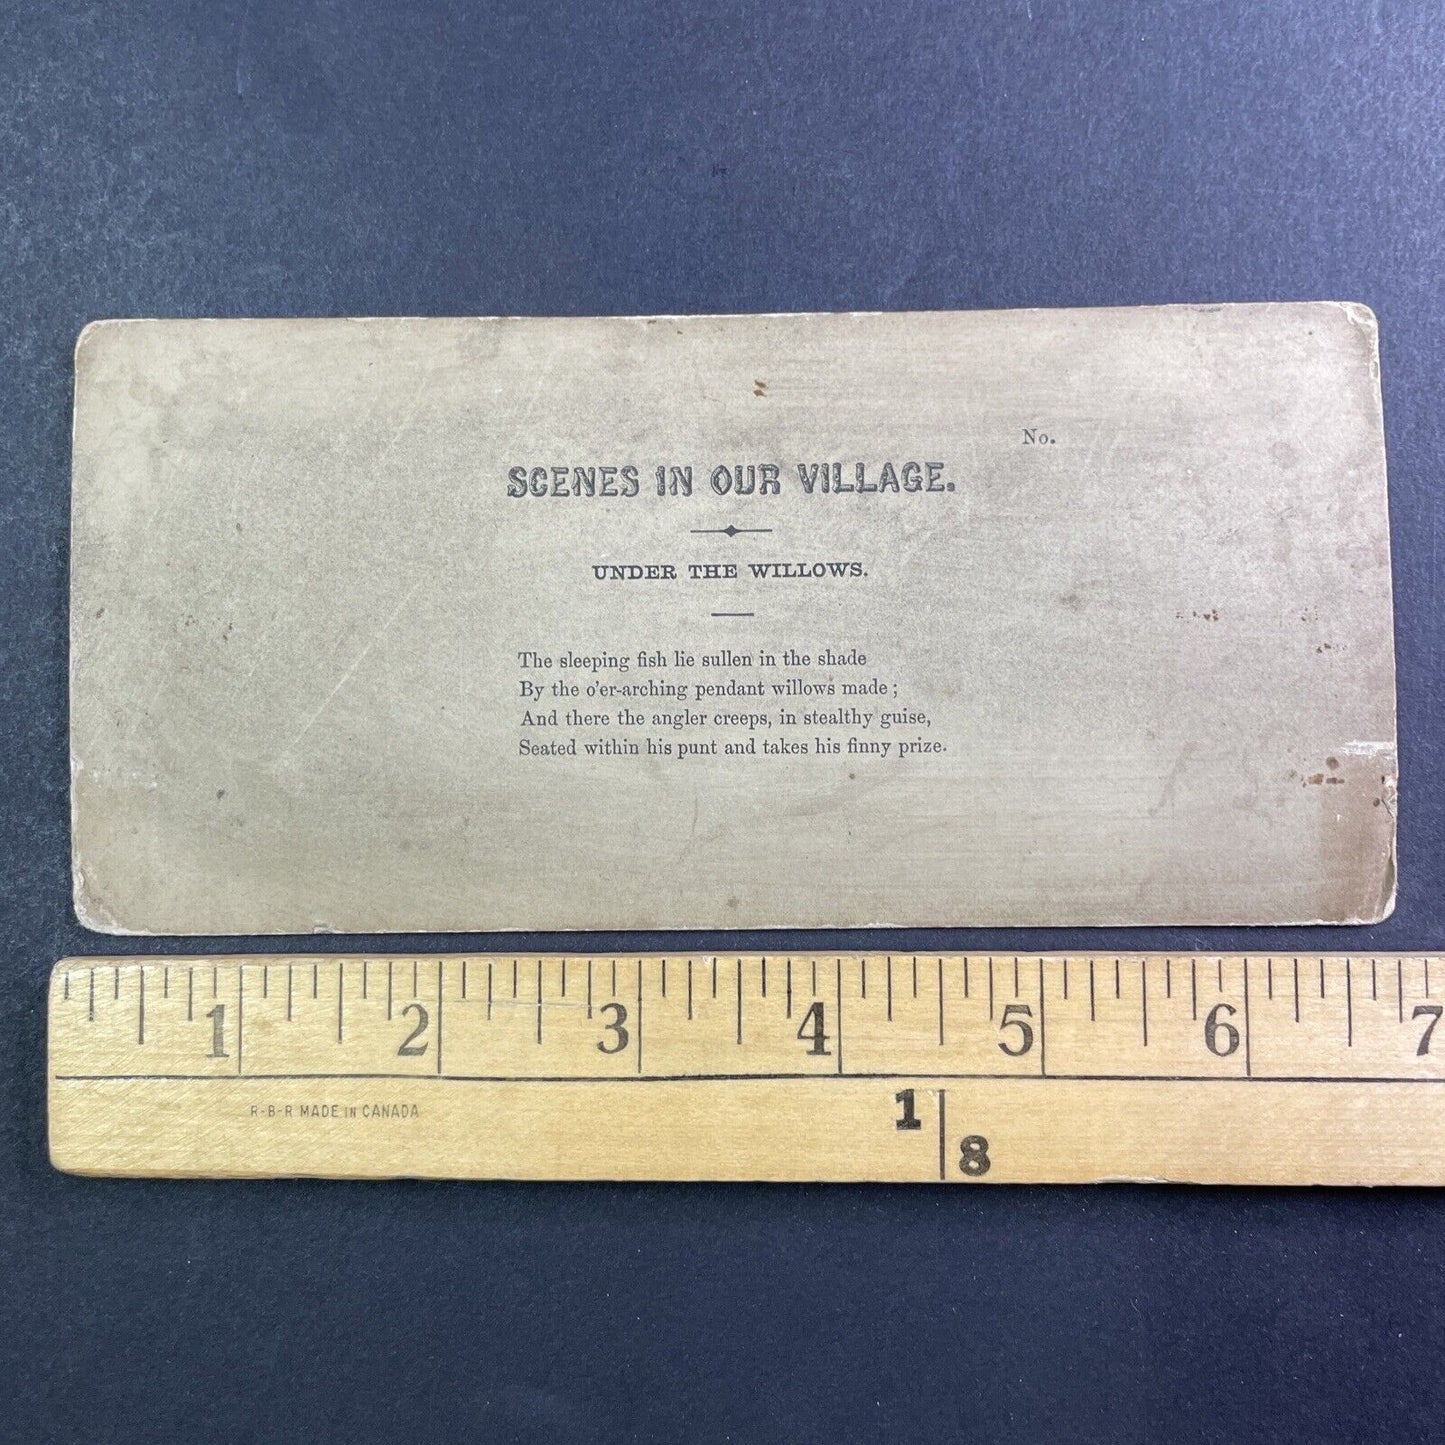 No.
SCENES IN OUR VILLAGE.
UNDER THE WILLOWS.
The sleeping fish lie sullen in the shade
By the o'er-arching pendant willows made ;
And there the angler creeps, in stealthy guise,
Seated within his punt and takes his finny prize.
1 2 3 4 5 6 7
R-B-R MADE IN CANADA
1
8